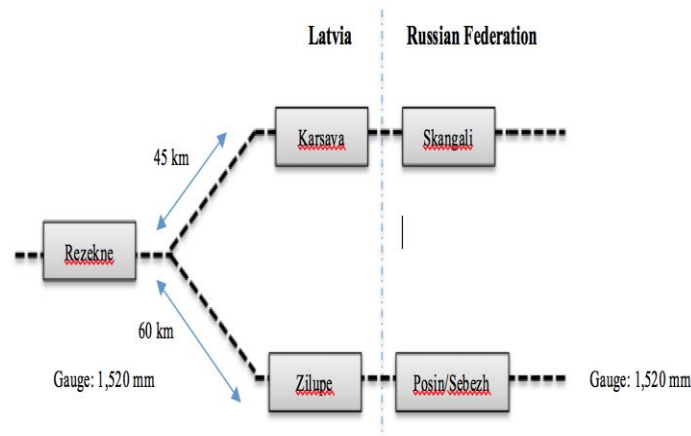 Latvia
Russian Federation
Karsava
Skangali
45 km
Rezekne
60 km
Gauge: 1,520 mm
Zilupe
Posin/Sebezh
Gauge: 1,520 mm